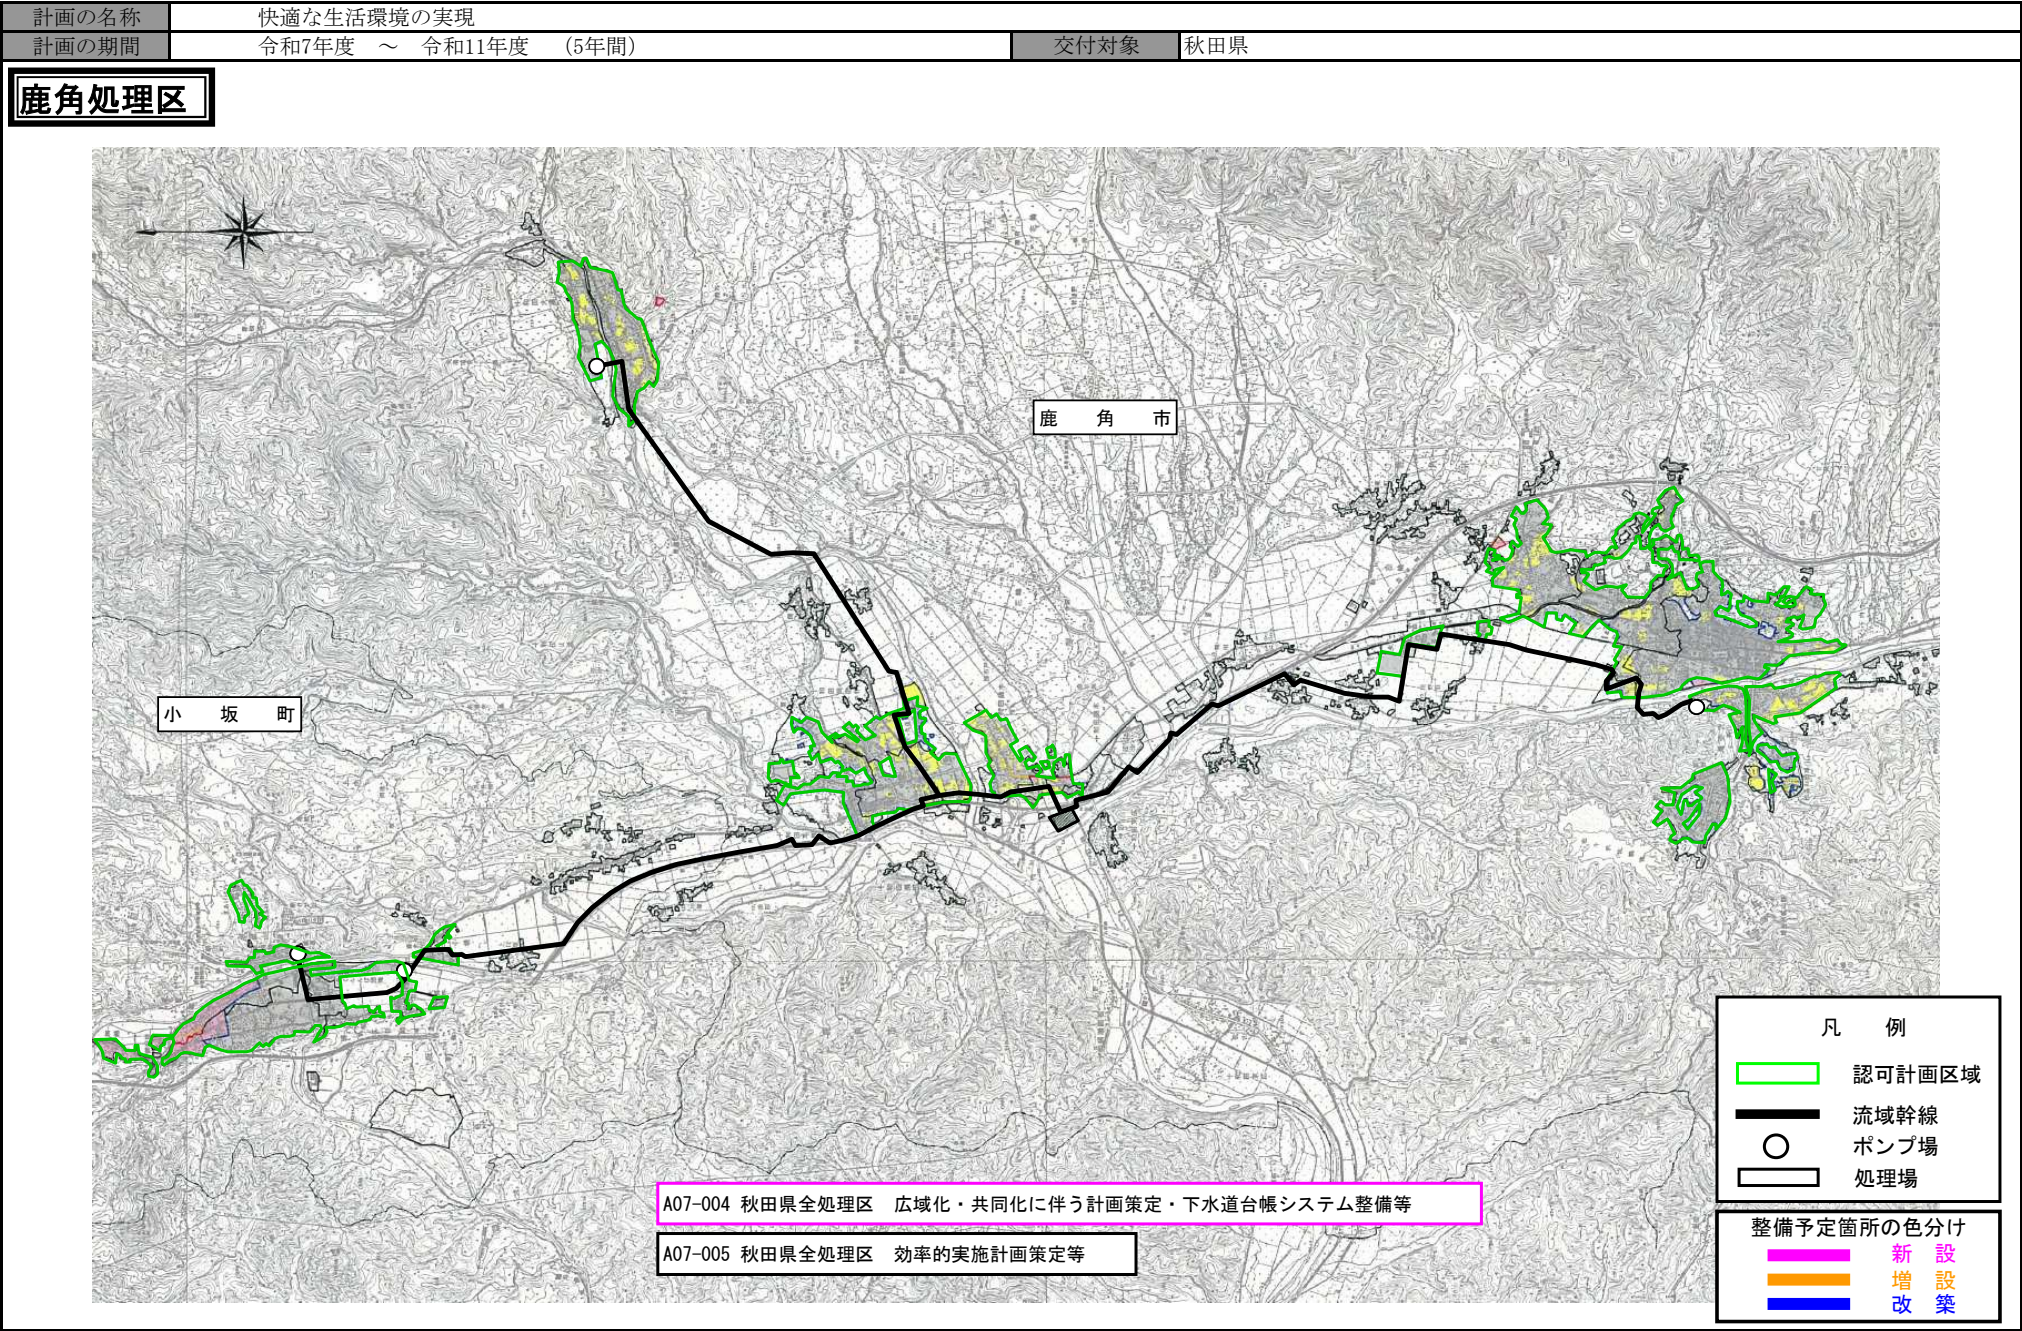 計画の名称 快適な生活環境の実現
計画の期間 令和7年度 ～ 令和11年度 (5年間) 交付対象 秋田県
鹿角処理区
鹿 角 市
小 坂 町
凡 例
認可計画区域
流域幹線
ポンプ場
処理場
A07-004 秋田県全処理区 広域化・共同化に伴う計画策定・下水道台帳システム整備等
A07-005 秋田県全処理区 効率的実施計画策定等
整備予定箇所の色分け
新 設
増 設
改 築